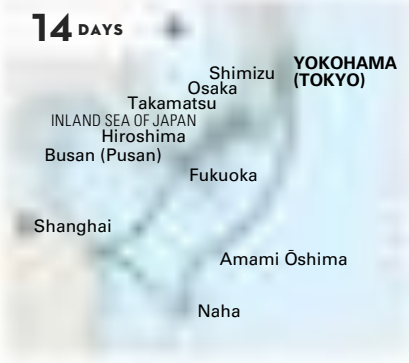 14 DAYS
YOKOHAMA
(TOKYO)
Shimizu
Osaka
Takamatsu
INLAND SEA OF JAPAN
Hiroshima
Busan (Pusan)
Fukuoka
Shanghai
Amami Ōshima
Naha